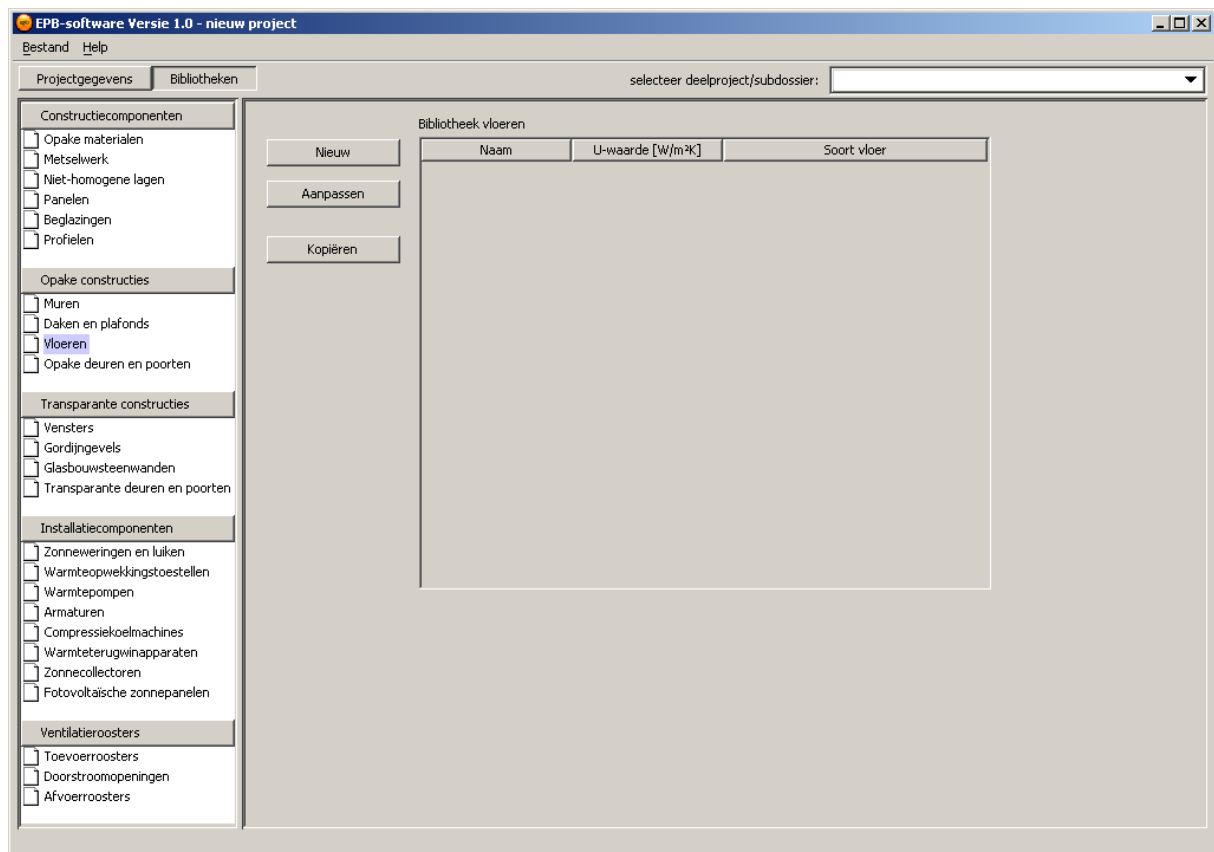 EPB-software Versie 1.0 - nieuw project
Bestand Help
Projectgegevens Bibliotheken selecteer deelproject/subdossier:
Constructiecomponenten
Opake materialen
Metselwerk
Niet-homogene lagen
Panelen
Beglazingen
Profielen
Opake constructies
Muren
Daken en plafonds
Vloeren
Opake deuren en poorten
Transparante constructies
Vensters
Gordijngevels
Glasbouwsteenwanden
Transparante deuren en poorten
Installatiecomponenten
Zonneweringen en luiken
Warmteopwekkingstoestellen
Warmtepompen
Armaturen
Compressiekoelmachines
Warmteterugwinapparaten
Zonnecollectoren
Fotovoltaïsche zonnepanelen
Ventilatieroosters
Toevoerroosters
Doorstroomopeningen
Afvoerroosters
Nieuw
Aanpassen
Kopiëren
Bibliotheek vloeren
Naam U-waarde [W/m²K] Soort vloer